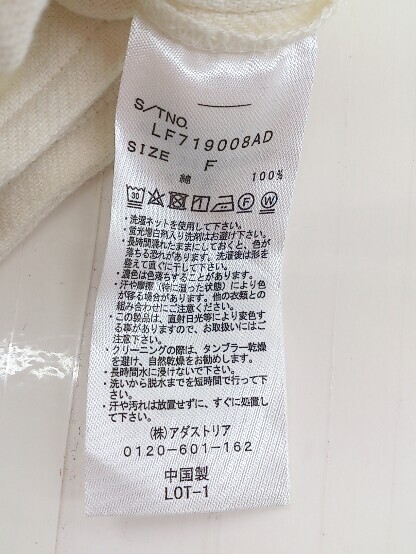 S/TNO.
LF719008AD
SIZE F
綿 100%
30 F W
・洗濯ネットを使用して下さい。
・蛍光増白剤入り洗剤はお避け下さい。
・長時間濡れたままにしておくと、色が
落ちる恐れがあります。洗濯後は形を
整えて直ぐに干して下さい。
・濃色は色落ちすることがあります。
・汗や摩擦(特に湿った状態)により色
が移る場合があります。他の衣類との
組み合わせにご注意ください。
・この製品は、直射日光等により変色す
る事がありますので、お取扱いにはご
注意下さい。
・クリーニングの際は、タンブラー乾燥
を避け、自然乾燥をお勧めします。
・長時間水に浸けないで下さい。
・洗いから脱水までを短時間で行って下
さい。
・汗や汚れは放置せずに、すぐに処置し
て下さい。
(株)アダストリア
0120-601-162
中国製
LOT-1